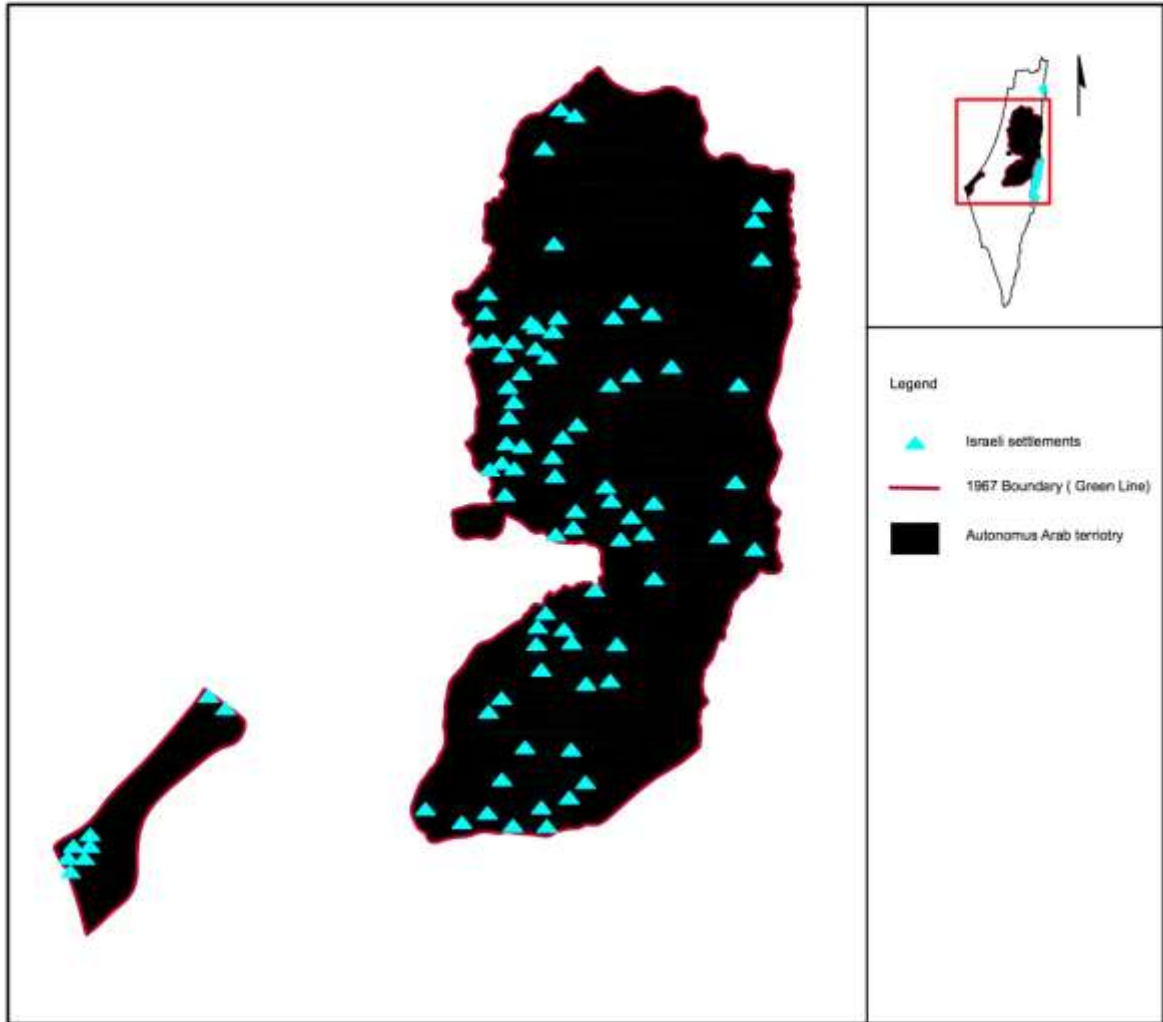 Legend
Israeli settlements
1967 Boundary ( Green Line)
Autonomus Arab terriotry